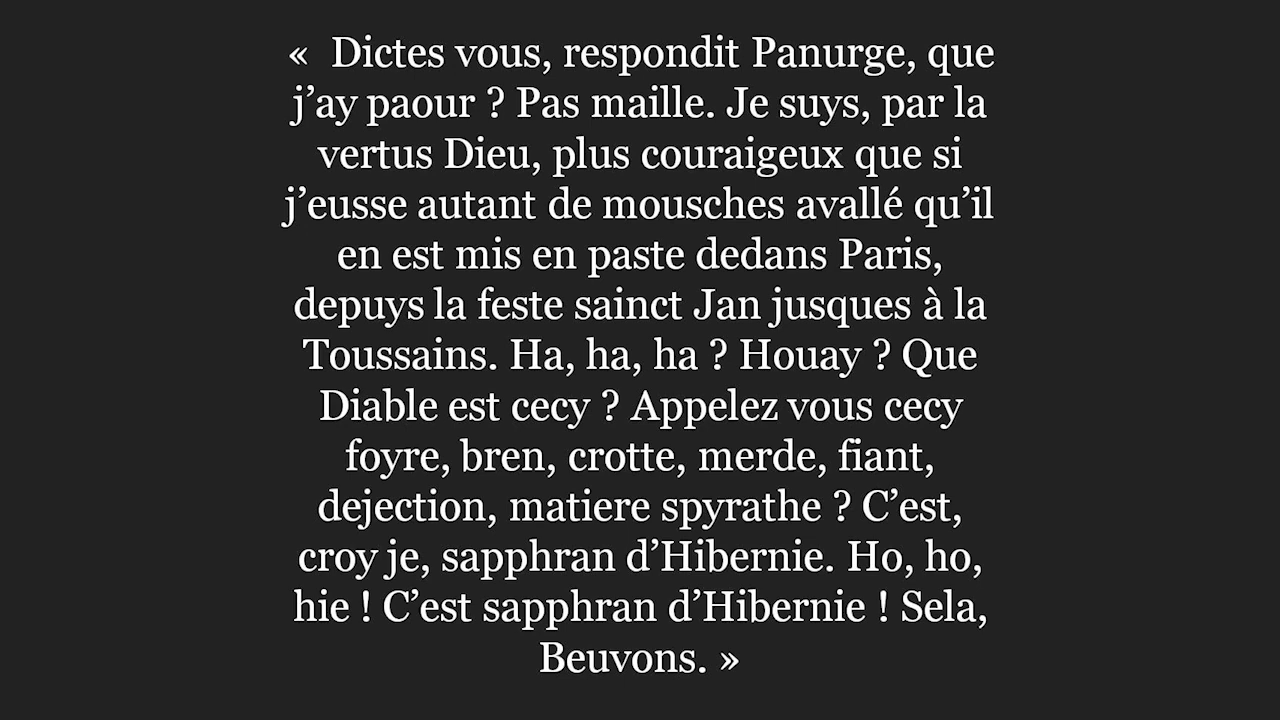 «  Dictes vous, respondit Panurge, que
j’ay paour ? Pas maille. Je suys, par la
vertus Dieu, plus couraigeux que si
j’eusse autant de mousches avallé qu’il
en est mis en paste dedans Paris,
depuys la feste sainct Jan jusques à la
Toussains. Ha, ha, ha ? Houay ? Que
Diable est cecy ? Appelez vous cecy
foyre, bren, crotte, merde, fiant,
dejection, matiere spyrathe ? C’est,
croy je, sapphran d’Hibernie. Ho, ho,
hie ! C’est sapphran d’Hibernie ! Sela,
Beuvons. »